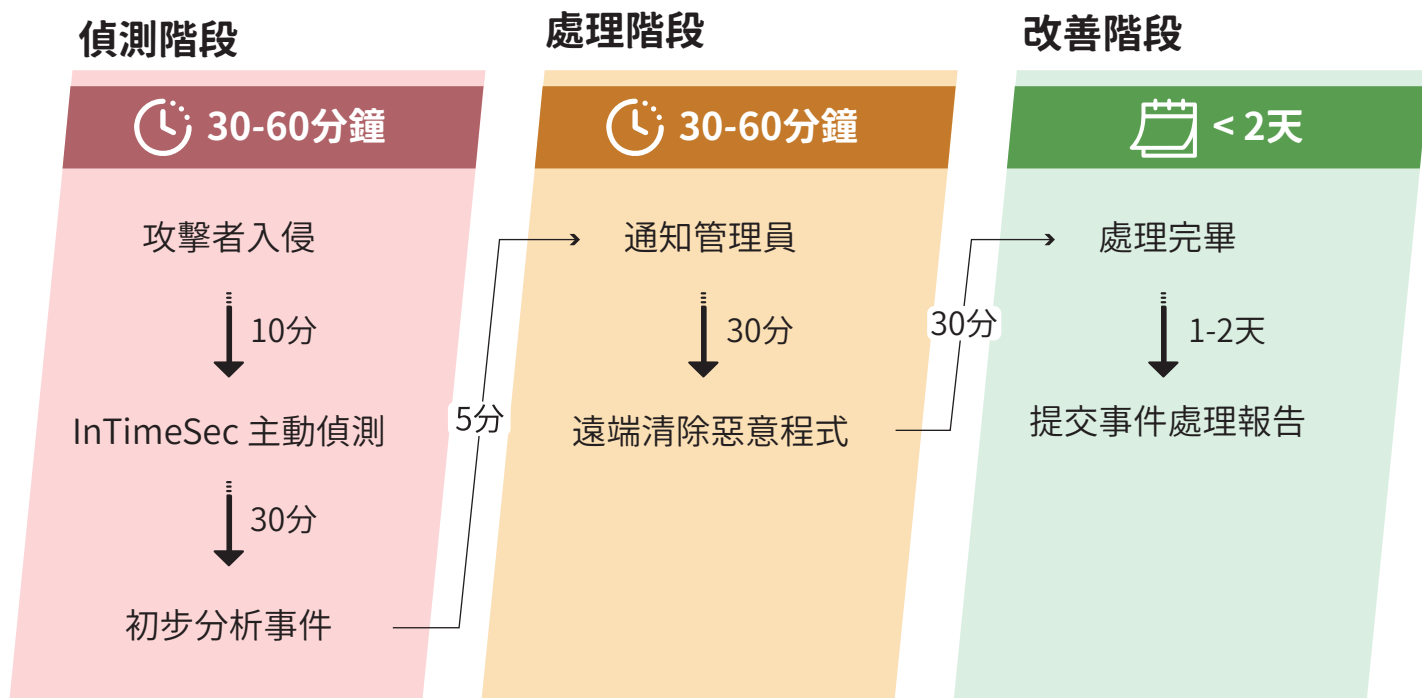 偵測階段
30-60分鐘
攻擊者入侵
10分
InTimeSec 主動偵測
30分
初步分析事件
5分
處理階段
30-60分鐘
通知管理員
30分
遠端清除惡意程式
30分
改善階段
< 2天
處理完畢
1-2天
提交事件處理報告